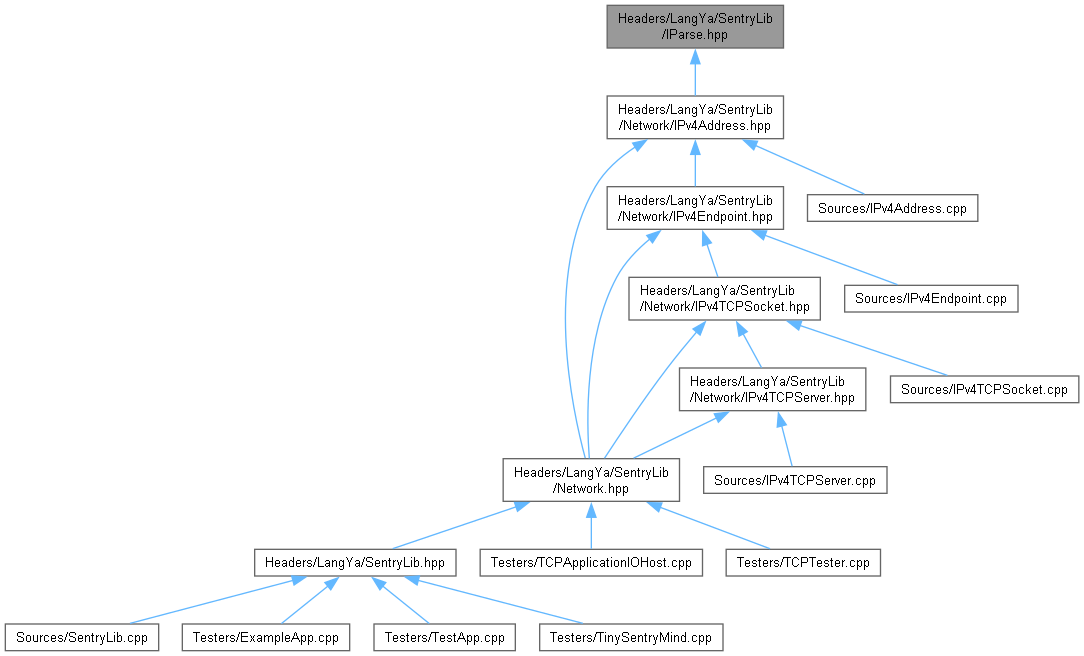 Headers/LangYa/SentryLib
/IParse.hpp
Headers/LangYa/SentryLib
/Network/IPv4Address.hpp
Headers/LangYa/SentryLib
/Network/IPv4Endpoint.hpp
Sources/IPv4Address.cpp
Headers/LangYa/SentryLib
/Network/IPv4TCPSocket.hpp
Sources/IPv4Endpoint.cpp
Headers/LangYa/SentryLib
/Network/IPv4TCPServer.hpp
Sources/IPv4TCPSocket.cpp
Headers/LangYa/SentryLib
/Network.hpp
Sources/IPv4TCPServer.cpp
Headers/LangYa/SentryLib.hpp
Testers/TCPApplicationIOHost.cpp
Testers/TCPTester.cpp
Sources/SentryLib.cpp
Testers/ExampleApp.cpp
Testers/TestApp.cpp
Testers/TinySentryMind.cpp